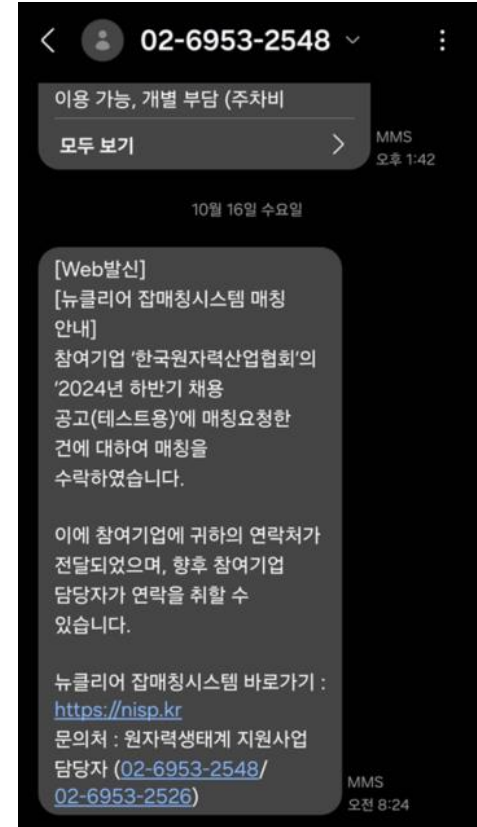 02-6953-2548
이용 가능, 개별 부담 (주차비
모두 보기
MMS
오후 1:42
10월 16일 수요일
[Web발신]
[뉴클리어 잡매칭시스템 매칭
안내]
참여기업 '한국원자력산업협회'의
'2024년 하반기 채용
공고(테스트용)'에 매칭요청한
건에 대하여 매칭을
수락하였습니다.
이에 참여기업에 귀하의 연락처가
전달되었으며, 향후 참여기업
담당자가 연락을 취할 수
있습니다.
뉴클리어 잡매칭시스템 바로가기 :
https://nisp.kr
문의처 : 원자력생태계 지원사업
담당자 (02-6953-2548/
02-6953-2526)
MMS
오전 8:24